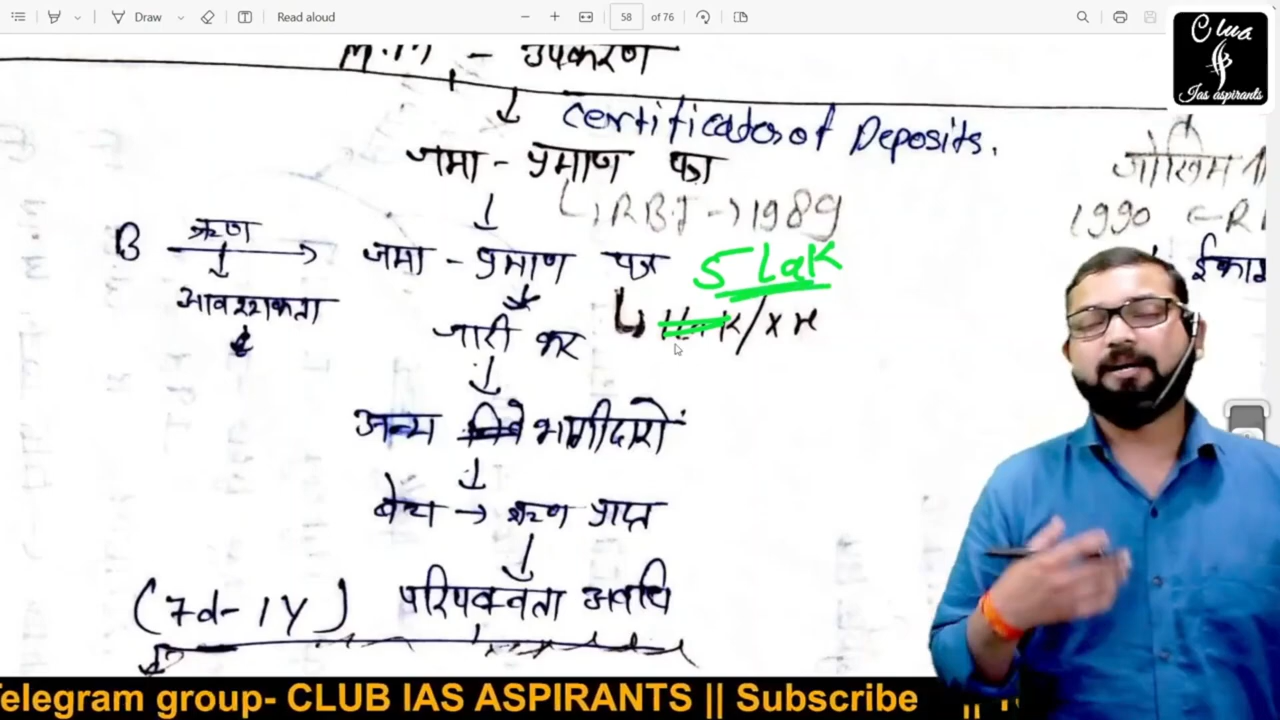 Draw
Read aloud
58 of 76
Clua
Ias aspirants
M.M - उपकरण
↓ Certificates of Deposits.
जमा - प्रमाण पत्र
↓ ↳ RBI → 1989
जोखिम
1990 ←
B ऋण → जमा - प्रमाण पत्र 5 Lak
ईकाई
↓ आवश्यकता ↓ ↳ /X M
जारी कर
↓
अन्य भागीदारों
↓
बेच → ऋण प्राप्त
↓
(7d-1Y) परिपक्वता अवधि
Telegram group- CLUB IAS ASPIRANTS || Subscribe ||